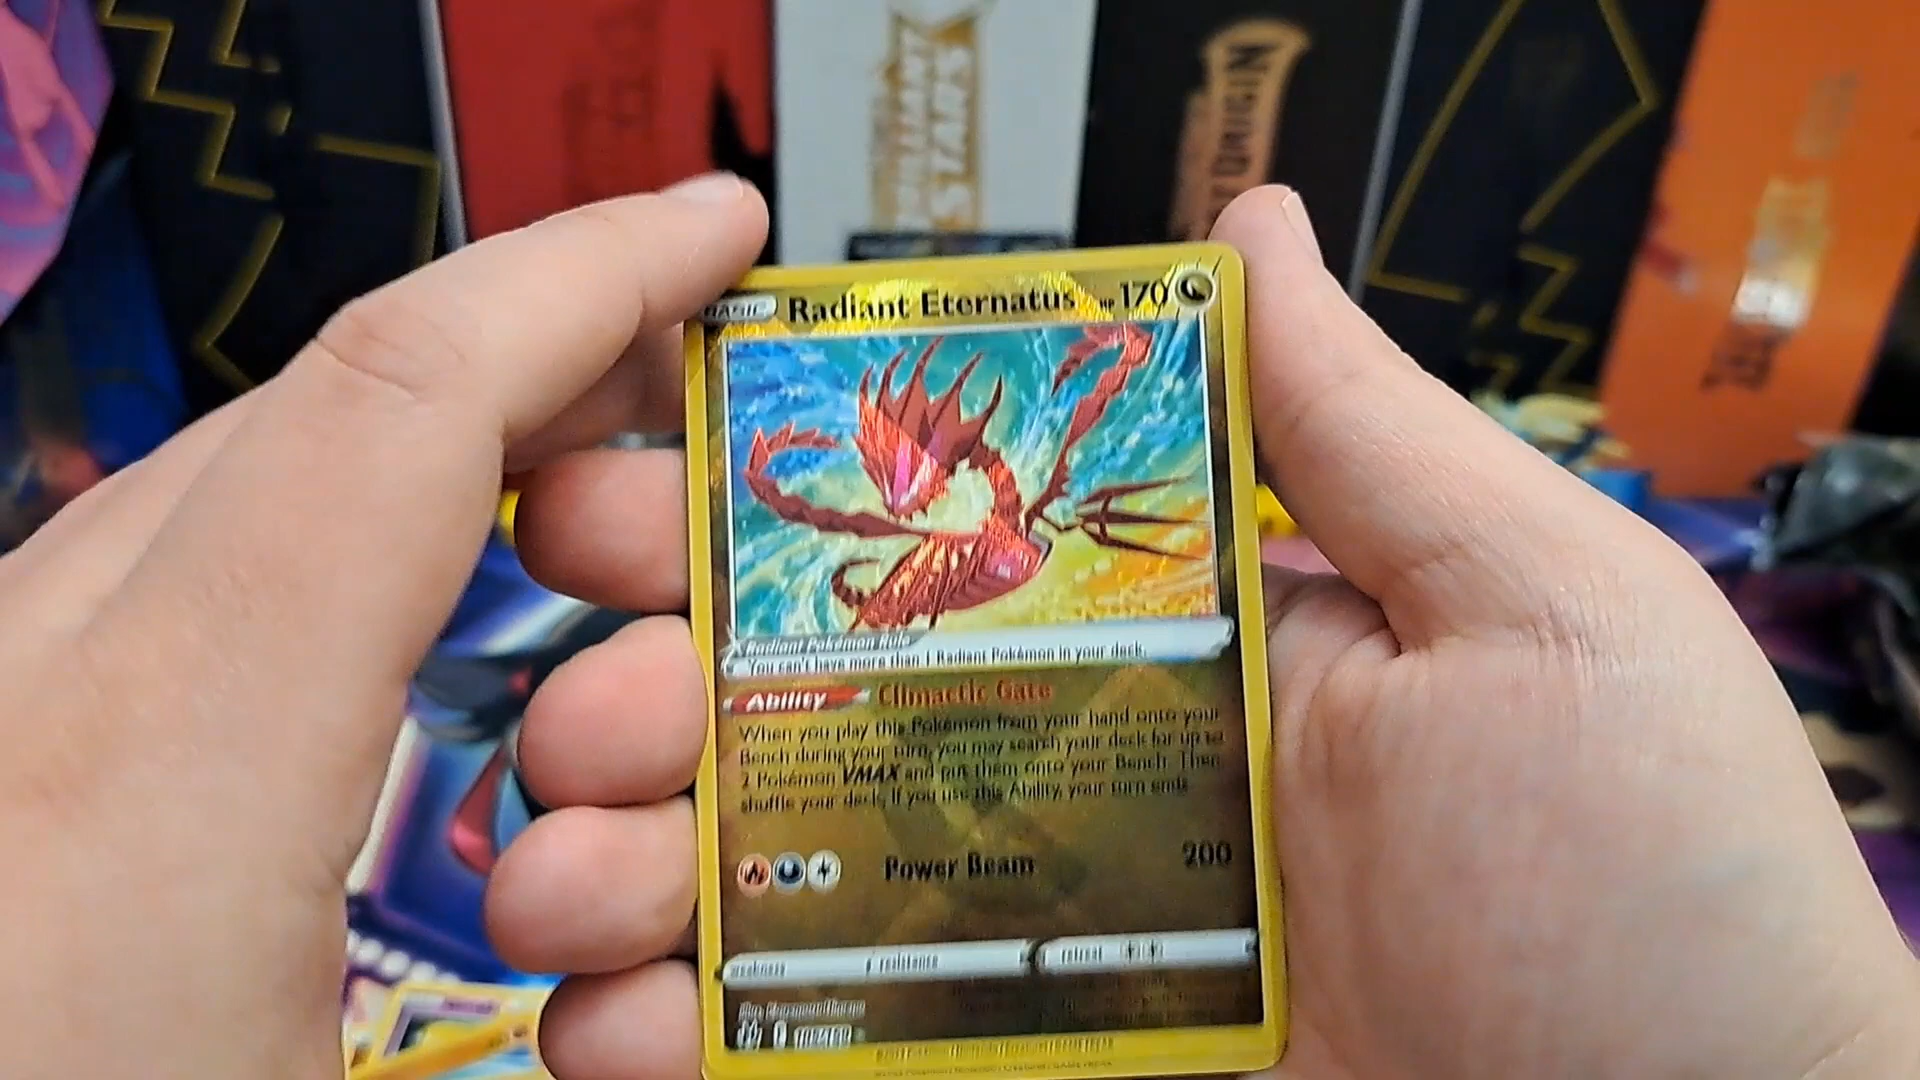 BRILLIANT
STARS
BASIC
Radiant Eternatus HP 170
Radiant Pokémon Rule
You can't have more than 1 Radiant Pokémon in your deck.
Ability Climactic Gate
When you play this Pokémon from your hand onto your
Bench during your turn, you may search your deck for up to
2 Pokémon VMAX and put them onto your Bench. Then,
shuffle your deck. If you use this Ability, your turn ends.
Power Beam 200
weakness resistance retreat